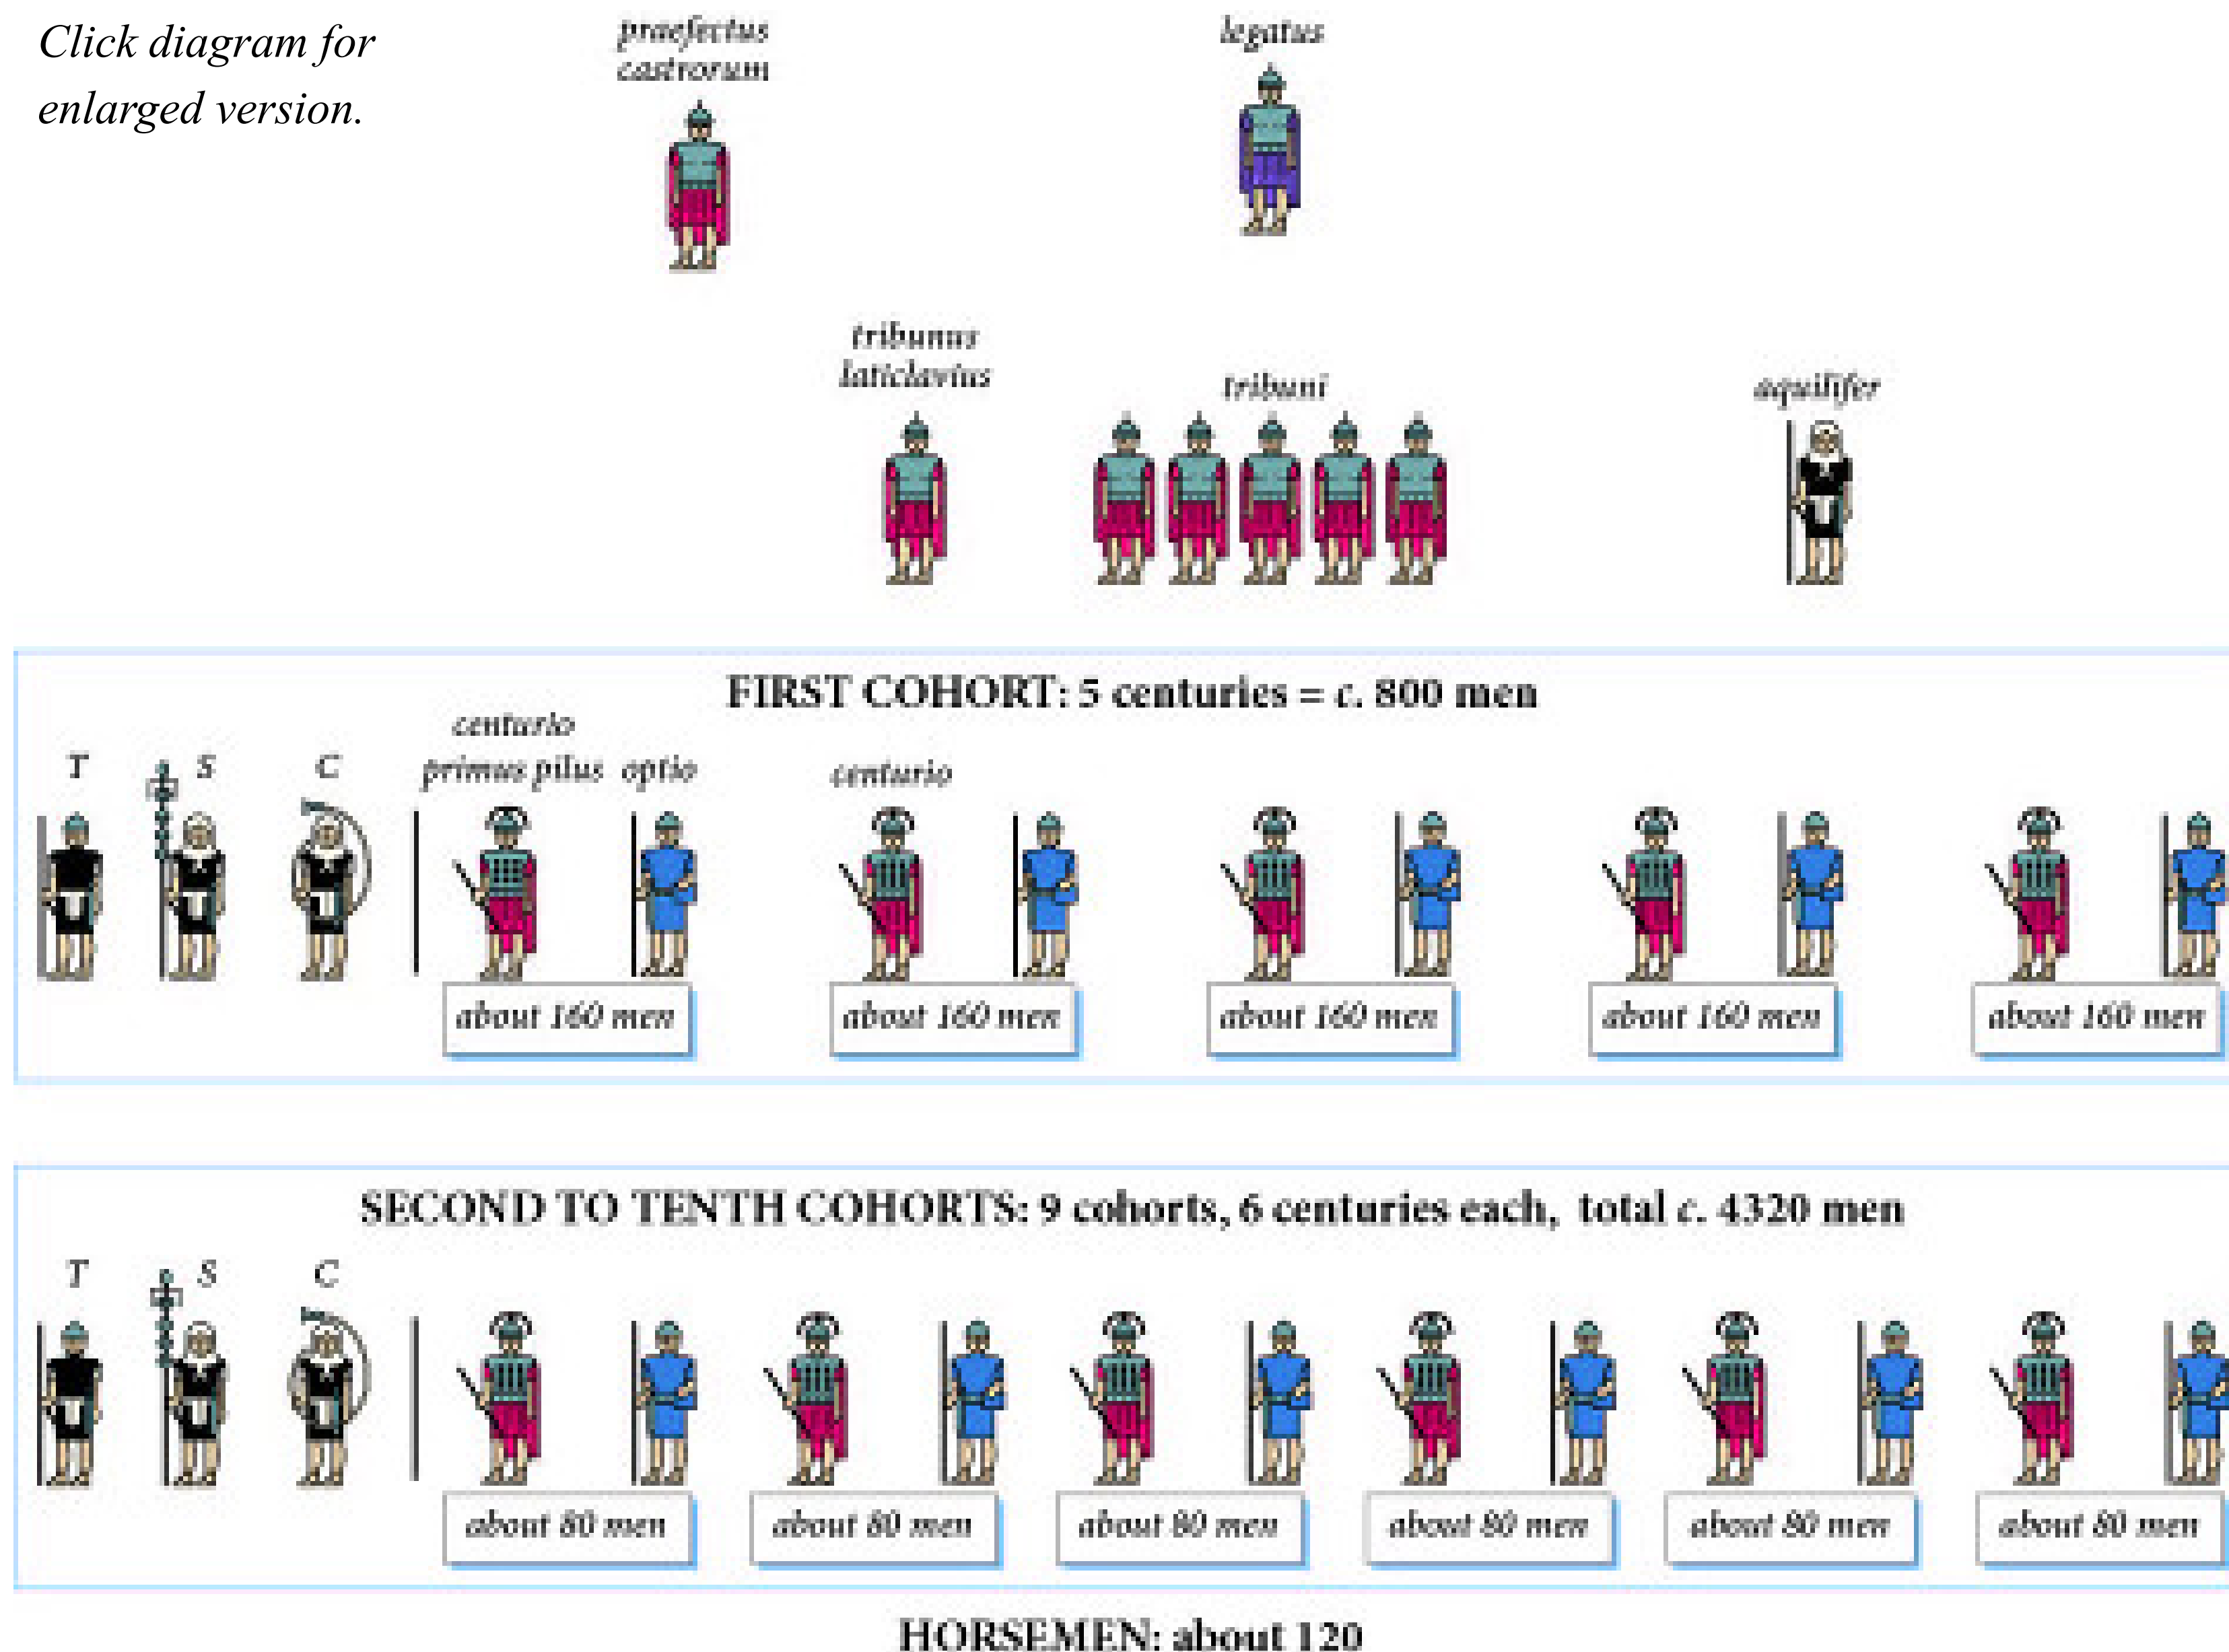 Click diagram for
enlarged version.
praefectus
castrorum
legatus
tribunus
laticlavius
tribuni
aquilifer
FIRST COHORT: 5 centuries = c. 800 men
T S C
centurio
primus pilus optio
centurio
about 160 men about 160 men about 160 men about 160 men about 160 men
SECOND TO TENTH COHORTS: 9 cohorts, 6 centuries each, total c. 4320 men
T S C
about 80 men about 80 men about 80 men about 80 men about 80 men about 80 men
HORSEMEN: about 120